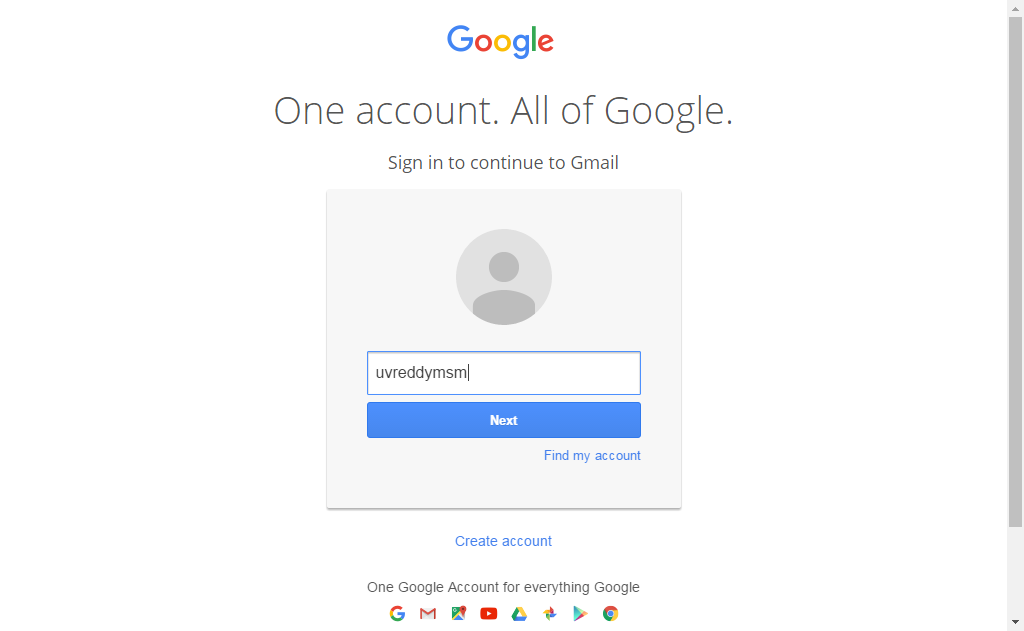 Google
One account. All of Google.
Sign in to continue to Gmail
uvreddymsm
Next
Find my account
Create account
One Google Account for everything Google